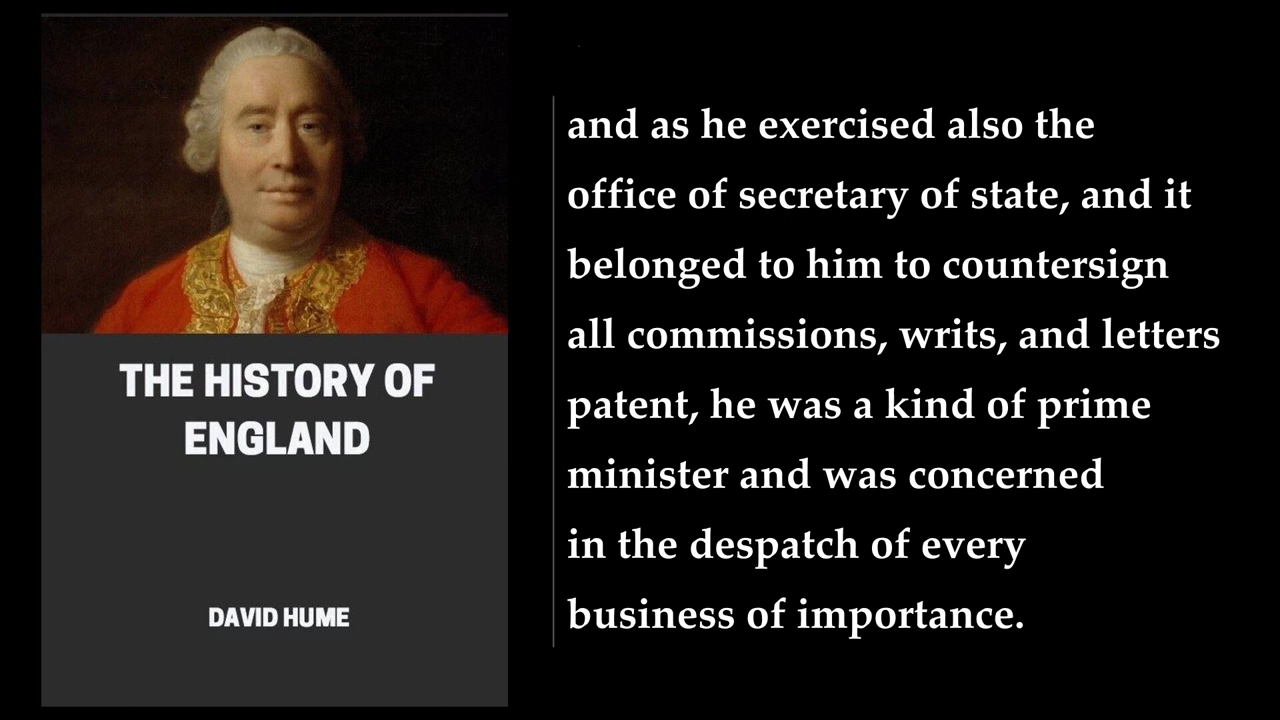 THE HISTORY OF
ENGLAND
DAVID HUME
and as he exercised also the
office of secretary of state, and it
belonged to him to countersign
all commissions, writs, and letters
patent, he was a kind of prime
minister and was concerned
in the despatch of every
business of importance.